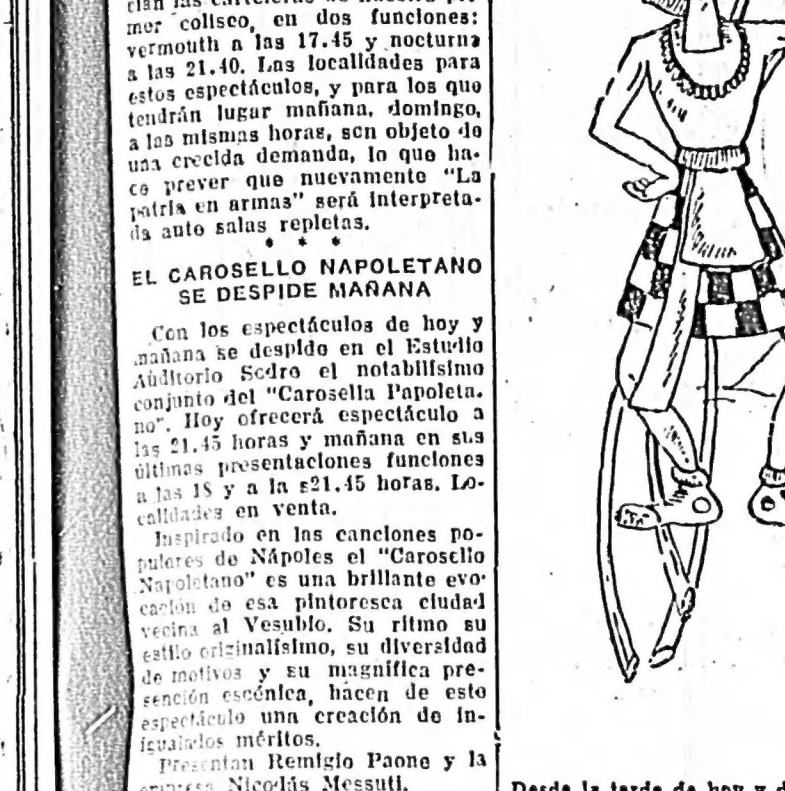 cian las carteleras de nuestro pri-
mer coliseo, en dos funciones:
vermouth a las 17.45 y nocturna
a las 21.40. Las localidades para
estos espectáculos, y para los que
tendrán lugar mañana, domingo,
a las mismas horas, son objeto de
una crecida demanda, lo que ha-
ce prever que nuevamente "La
patria en armas" será interpreta-
da ante salas repletas.
* * *
EL CAROSELLO NAPOLETANO
SE DESPIDE MAÑANA
Con los espectáculos de hoy y
mañana se despide en el Estudio
Auditorio Sodre el notabilísimo
conjunto del "Carosella Papoleta.
no". Hoy ofrecerá espectáculo a
las 21.45 horas y mañana en sus
últimas presentaciones funciones
a las 18 y a la s21.45 horas. Lo-
calidades en venta.
Inspirado en las canciones po-
pulares de Nápoles el "Carosello
Napoletano" es una brillante evo-
cación de esa pintoresca ciudad
vecina al Vesubio. Su ritmo su
estilo originalísimo, su diversidad
de motivos y su magnífica pre-
sención escénica, hacen de este
espectáculo una creación de in-
igualados méritos.
Presentan Remigio Paone y la
empresa Nicolás Messuti.
Desde la tarde de hoy y d